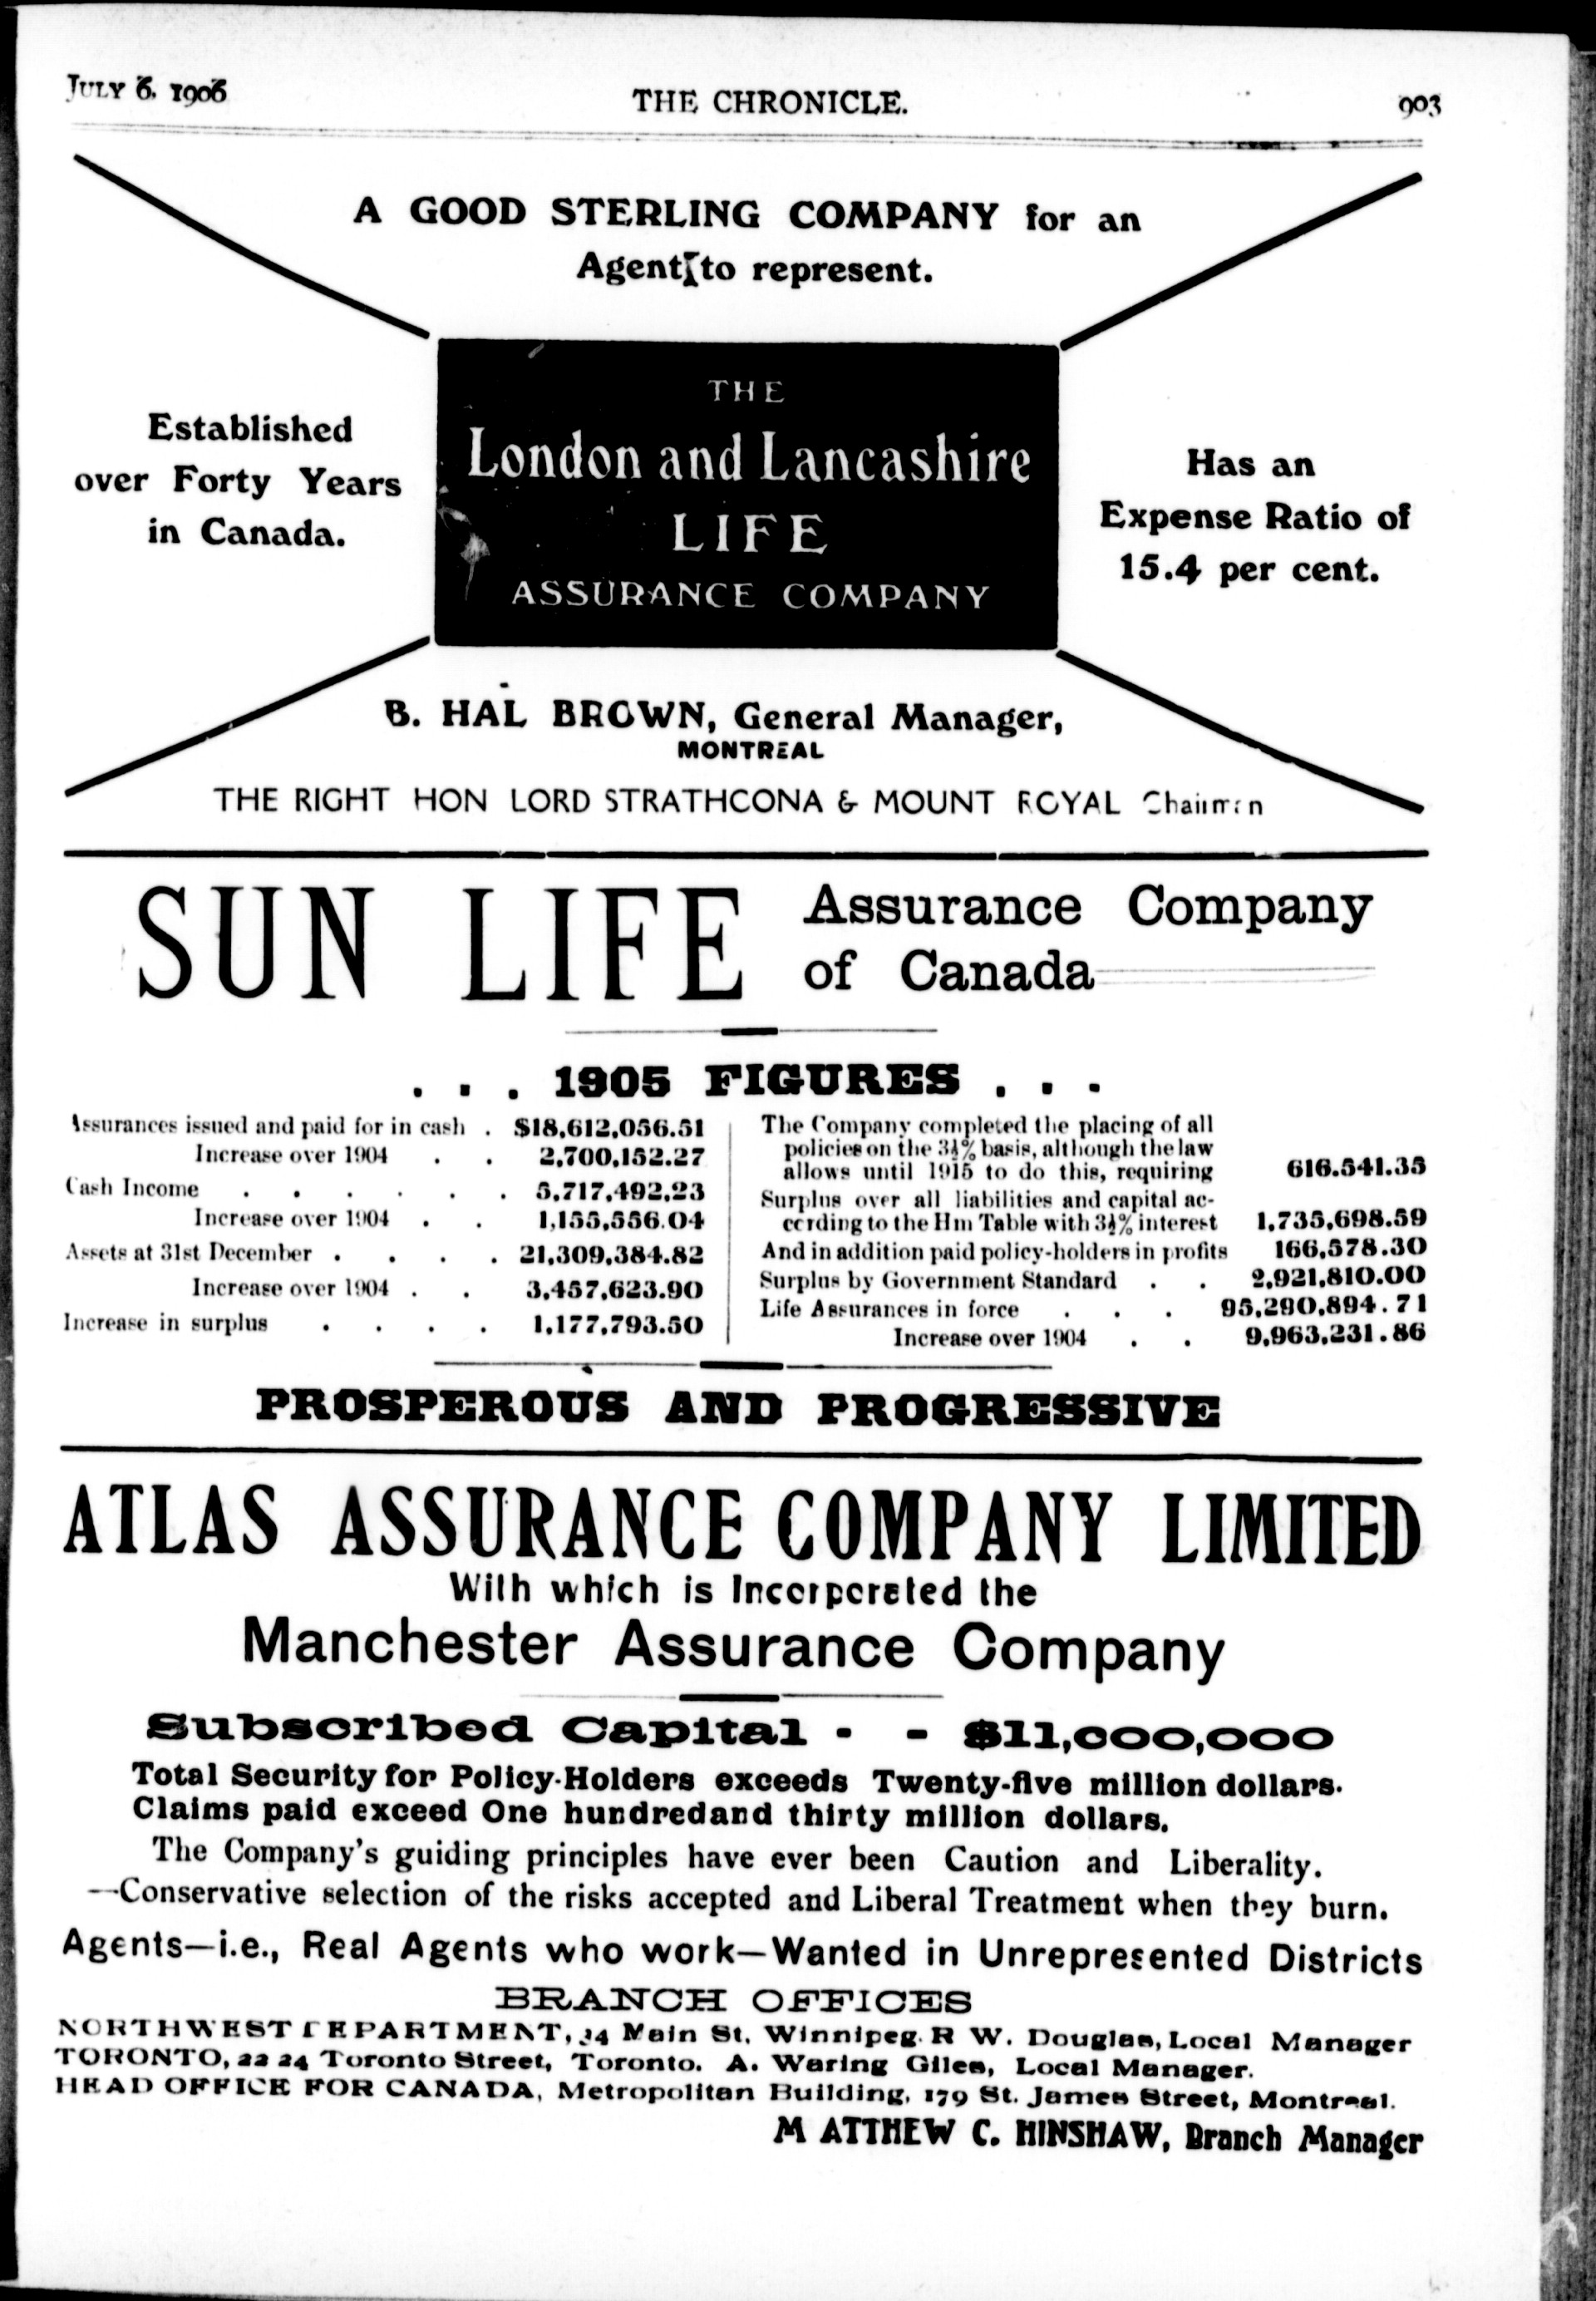 JULY 6, 1906
THE CHRONICLE.
903
A GOOD STERLING COMPANY for an
Agent to represent.
Established
over Forty Years
in Canada.
THE
London and Lancashire
LIFE
ASSURANCE COMPANY
Has an
Expense Ratio of
15.4 per cent.
B. HAL BROWN, General Manager,
MONTREAL
THE RIGHT HON LORD STRATHCONA & MOUNT ROYAL Chairman
SUN LIFE Assurance Company
of Canada
. . . 1905 FIGURES . . .
Assurances issued and paid for in cash . $18,612,056.51
Increase over 1904 . . 2,700,152.27
Cash Income . . . . . . 5,717,492.23
Increase over 1904 . . 1,155,556.04
Assets at 31st December . . . . 21,309,384.82
Increase over 1904 . . 3,457,623.90
Increase in surplus . . . . 1,177,793.50
The Company completed the placing of all
policies on the 3½% basis, although the law
allows until 1915 to do this, requiring 616.541.35
Surplus over all liabilities and capital ac-
cording to the Hm Table with 3½% interest 1,735,698.59
And in addition paid policy-holders in profits 166,578.30
Surplus by Government Standard . . 2,921,810.00
Life Assurances in force . . . 95,290,894.71
Increase over 1904 . . 9,963,231.86
PROSPEROUS AND PROGRESSIVE
ATLAS ASSURANCE COMPANY LIMITED
With which is Incorporated the
Manchester Assurance Company
Subscribed Capital - - $11,000,000
Total Security for Policy-Holders exceeds Twenty-five million dollars.
Claims paid exceed One hundred and thirty million dollars.
The Company's guiding principles have ever been Caution and Liberality.
—Conservative selection of the risks accepted and Liberal Treatment when they burn.
Agents—i.e., Real Agents who work—Wanted in Unrepresented Districts
BRANCH OFFICES
NORTHWEST DEPARTMENT, 24 Main St, Winnipeg. R W. Douglas, Local Manager
TORONTO, 22 24 Toronto Street, Toronto. A. Waring Giles, Local Manager.
HEAD OFFICE FOR CANADA, Metropolitan Building, 179 St. James Street, Montreal.
MATTHEW C. HINSHAW, Branch Manager